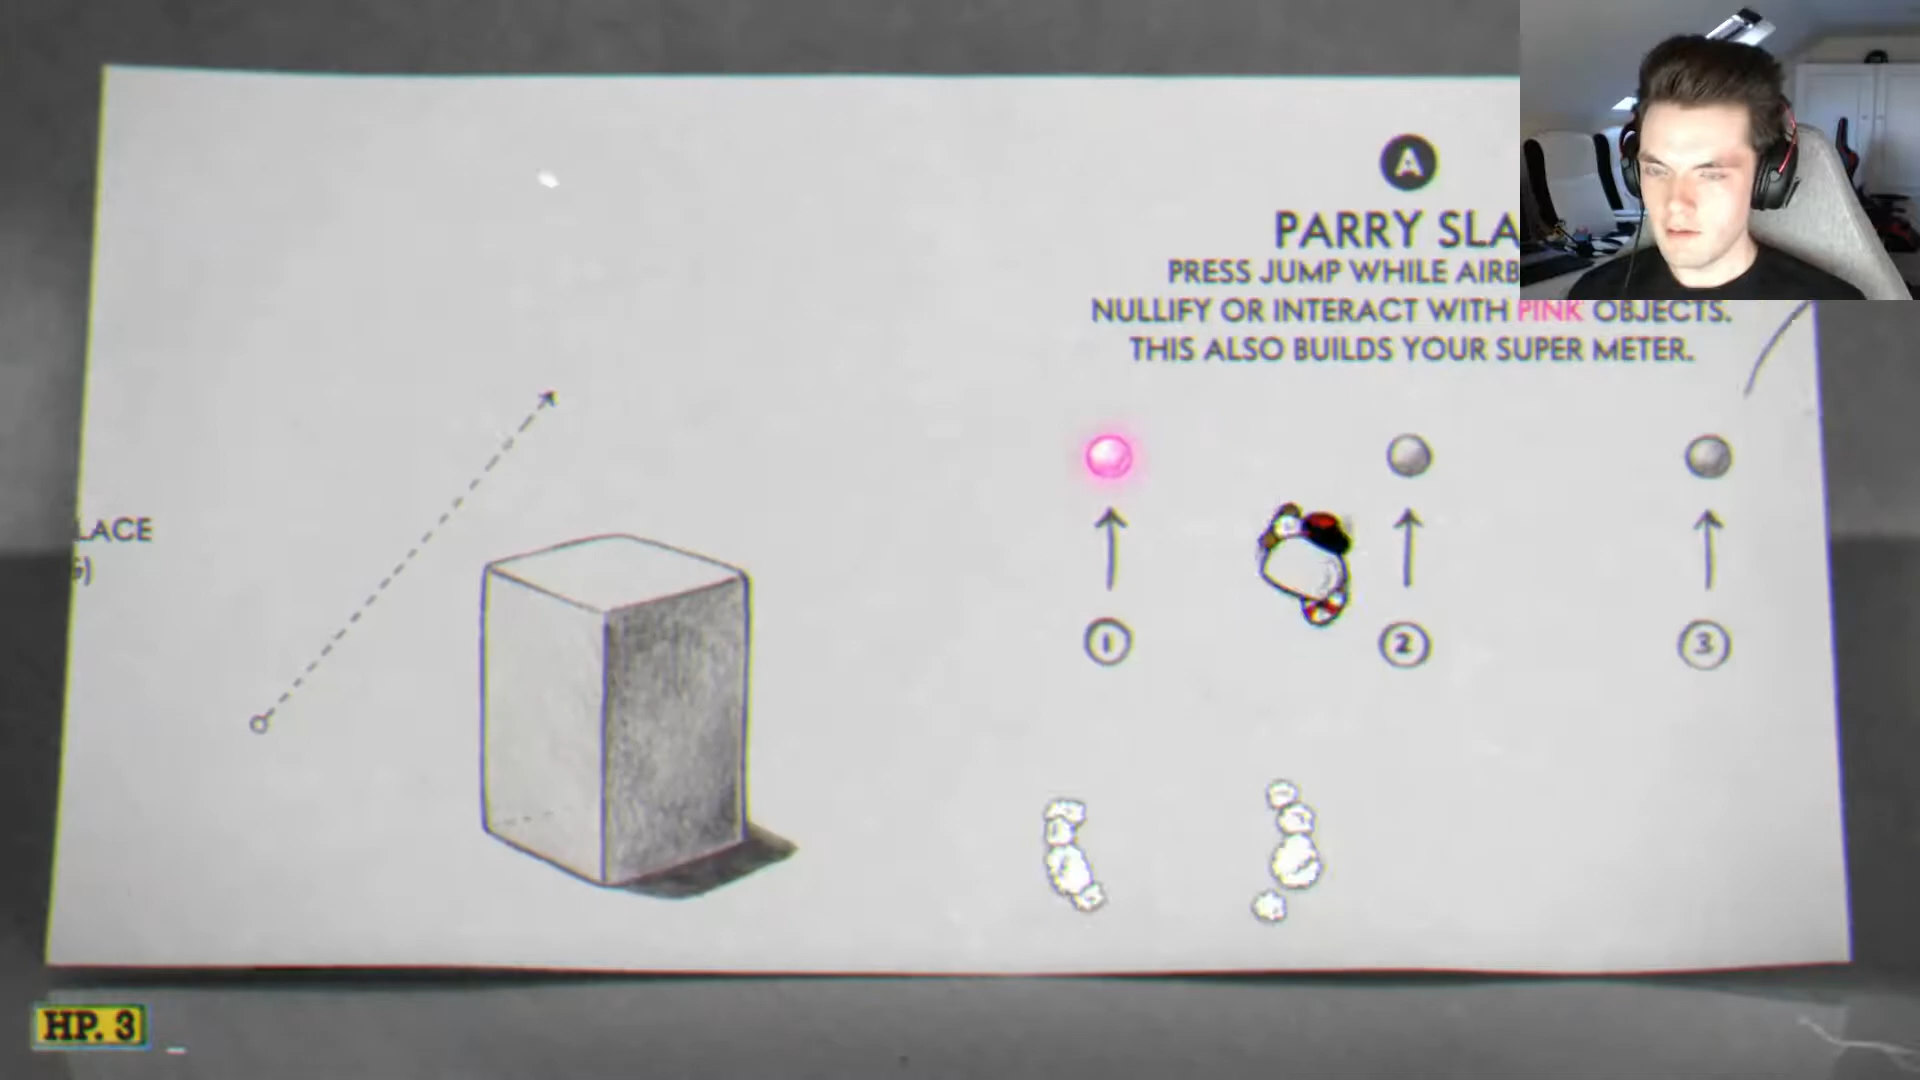 A
PARRY SLA
PRESS JUMP WHILE AIRB
NULLIFY OR INTERACT WITH PINK OBJECTS.
THIS ALSO BUILDS YOUR SUPER METER.
LACE
G)
1 2 3
HP. 3